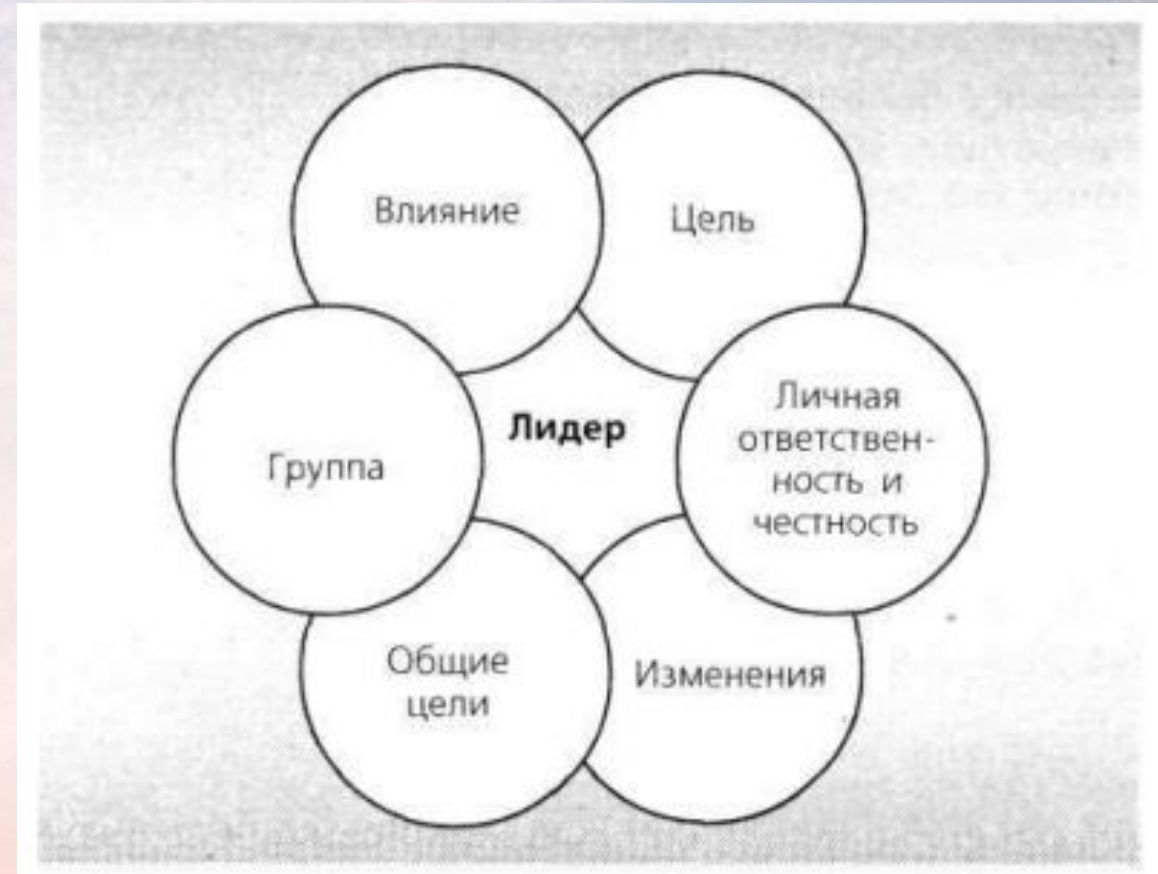 Влияние
Цель
Группа
Лидер
Личная
ответствен-
ность и
честность
Общие
цели
Изменения